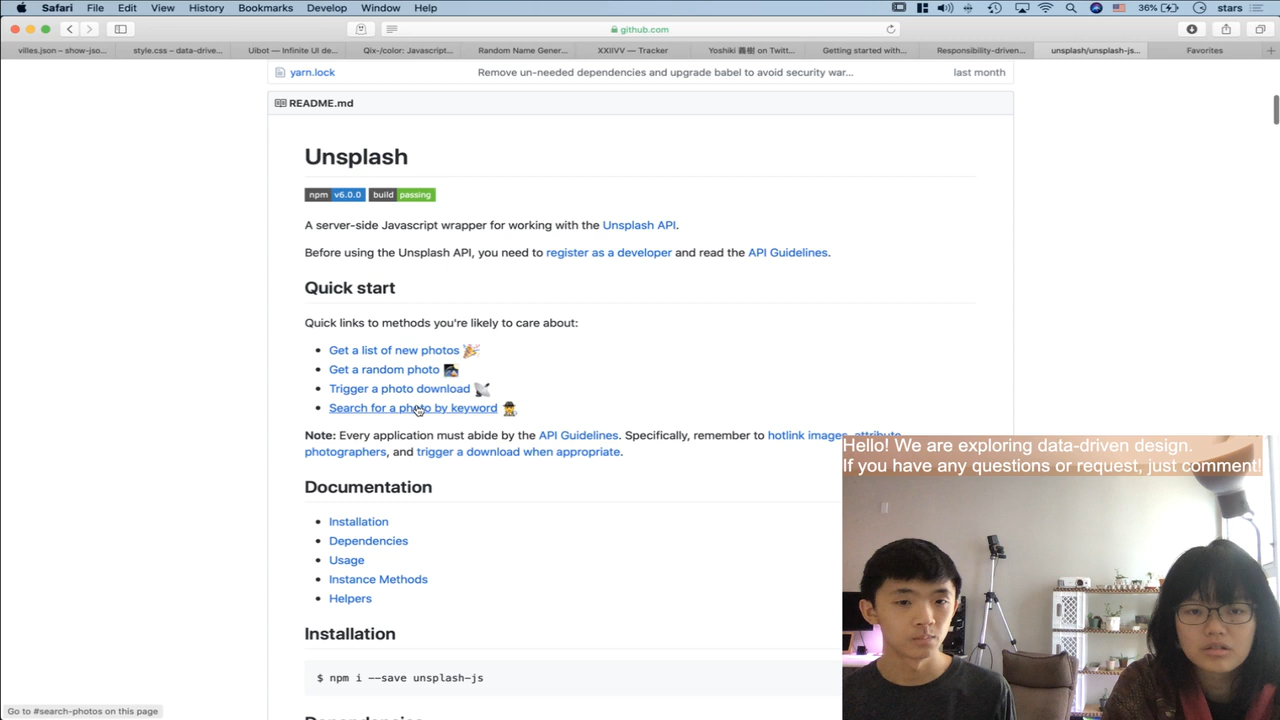 Safari File Edit View History Bookmarks Develop Window Help 36% stars
github.com
villes.json – show-jso... style.css – data-drive... Uibot — Infinite UI de... Qix-/color: Javascript... Random Name Gener... XXIIVV — Tracker Yoshiki 義樹 on Twitt... Getting started with... Responsibility-driven... unsplash/unsplash-js... Favorites
yarn.lock Remove un-needed dependencies and upgrade babel to avoid security war... last month
README.md
Unsplash
npm v6.0.0 build passing
A server-side Javascript wrapper for working with the Unsplash API.
Before using the Unsplash API, you need to register as a developer and read the API Guidelines.
Quick start
Quick links to methods you're likely to care about:
Get a list of new photos
Get a random photo
Trigger a photo download
Search for a photo by keyword
Note: Every application must abide by the API Guidelines. Specifically, remember to hotlink images, attribute
photographers, and trigger a download when appropriate.
Hello! We are exploring data-driven design.
If you have any questions or request, just comment!
Documentation
Installation
Dependencies
Usage
Instance Methods
Helpers
Installation
$ npm i --save unsplash-js
Dependencies
Go to #search-photos on this page